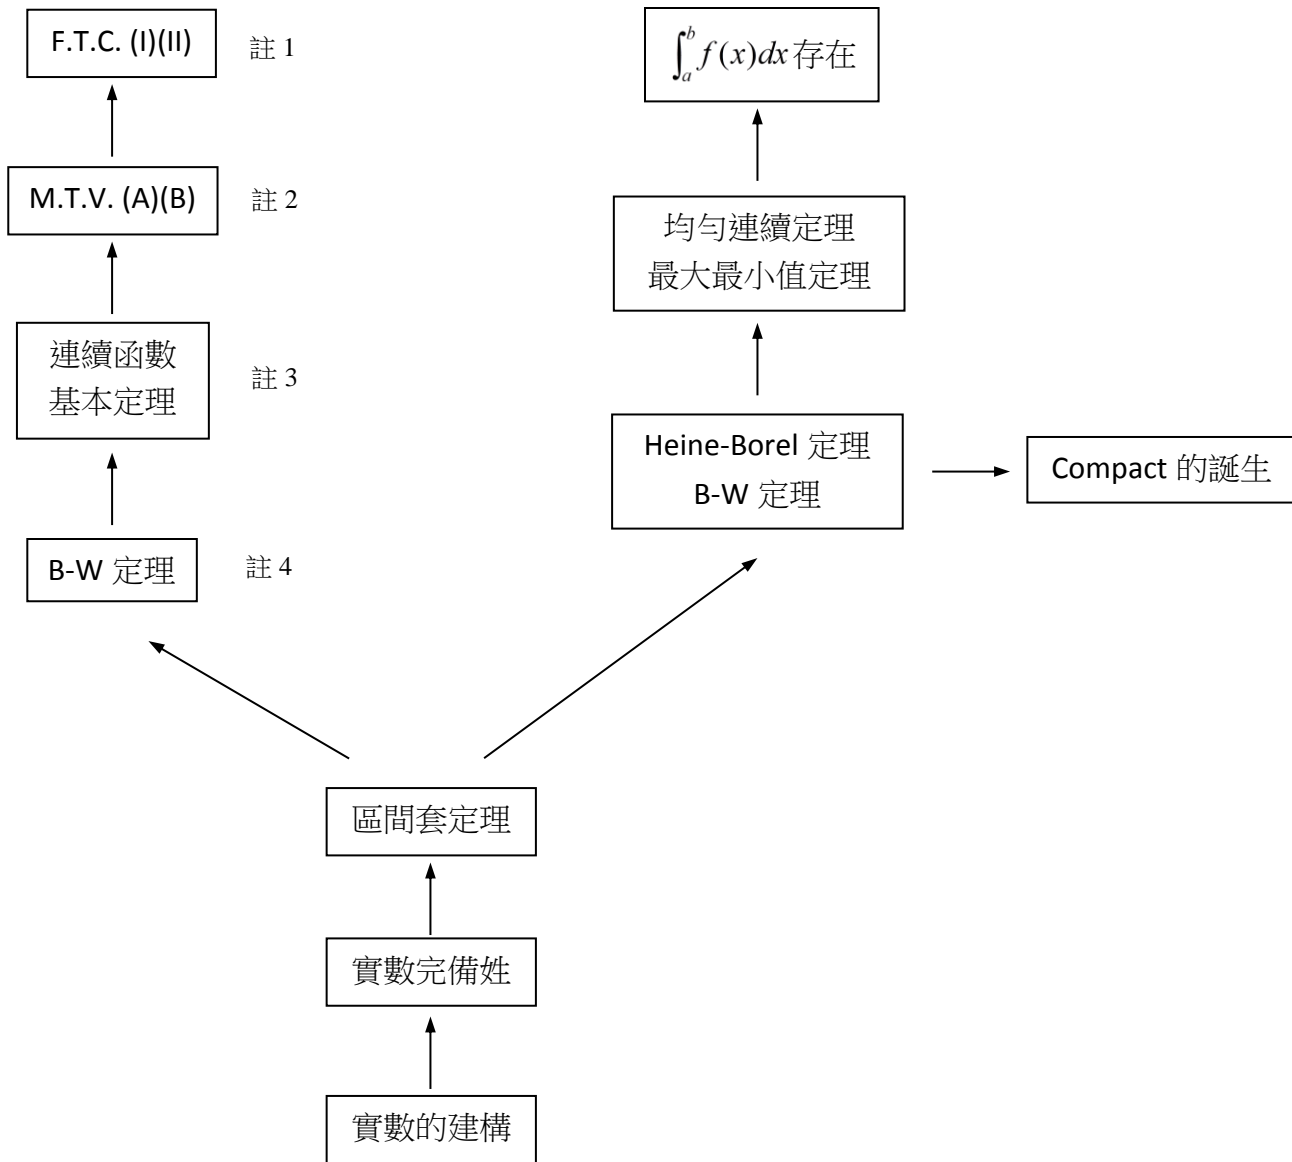 F.T.C. (I)(II)
註 1
M.T.V. (A)(B)
註 2
連續函數
基本定理
註 3
B-W 定理
註 4
∫_a^b f(x)dx 存在
均勻連續定理
最大最小值定理
Heine-Borel 定理
B-W 定理
Compact 的誕生
區間套定理
實數完備姓
實數的建構